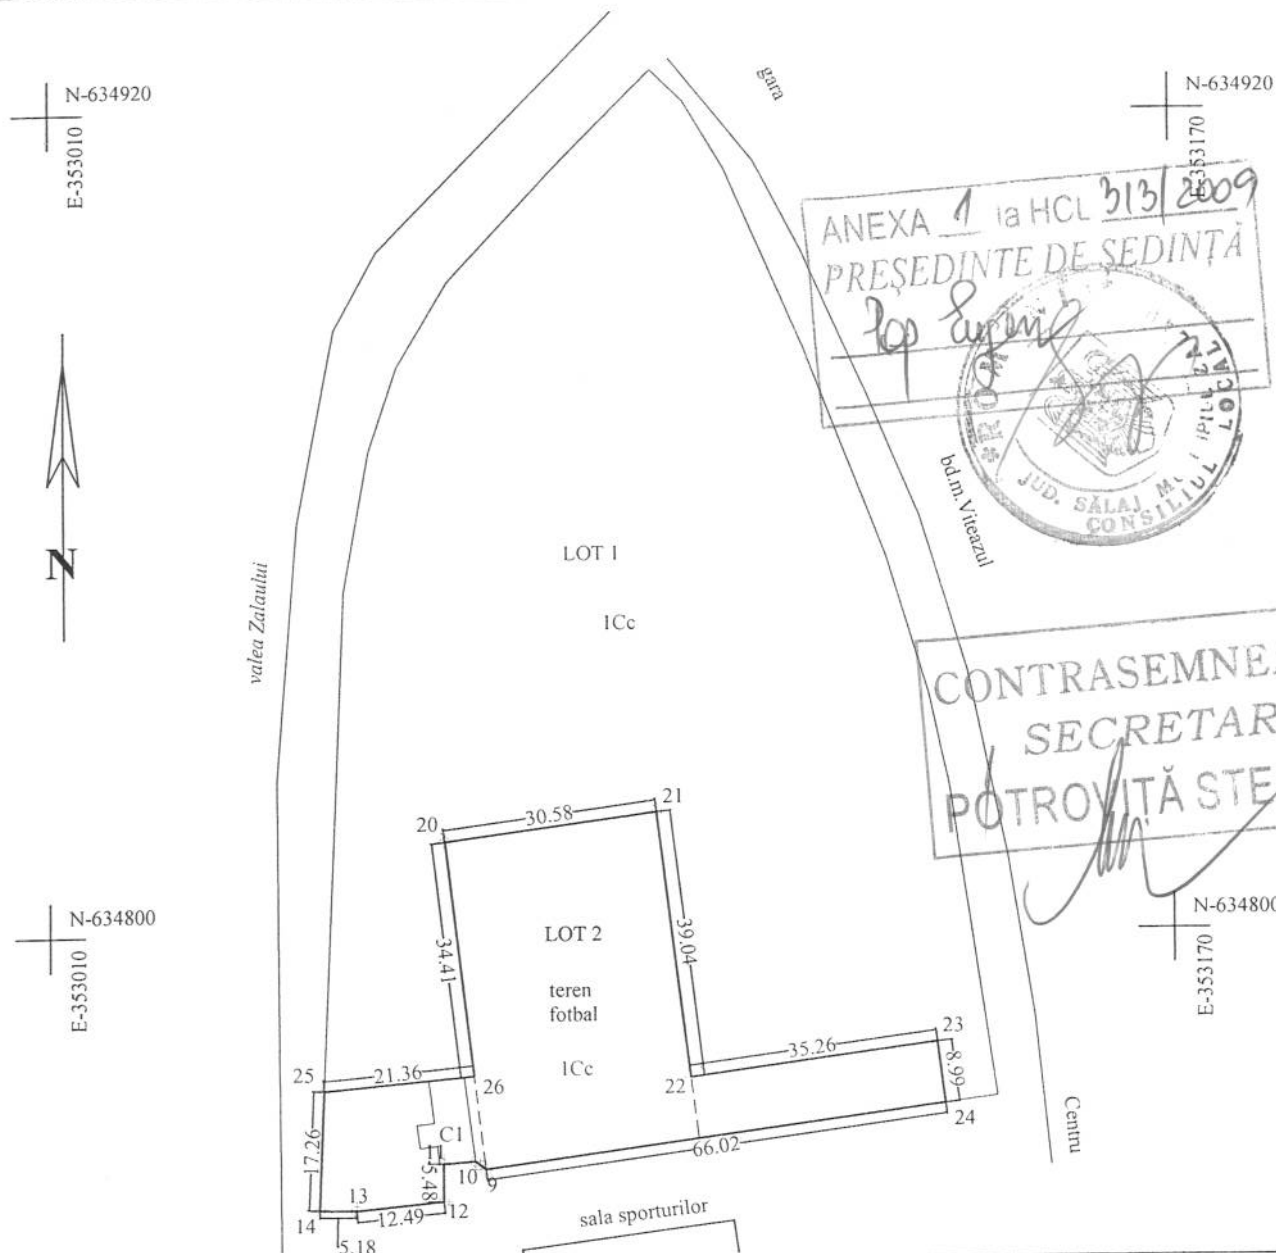 gara
N-634920
E-353010
N-634920
E-353170
ANEXA 1 la HCL 313/2009
PREȘEDINTE DE ȘEDINȚĂ
Pop Eugen
JUD. SĂLAJ
CONSILIUL LOCAL
bd.m.Viteazul
N
valea Zalaului
LOT 1
1Cc
CONTRASEMNEA
SECRETAR
POTROVIȚĂ STE
20
30.58
21
N-634800
E-353010
34.41
LOT 2
39.04
teren
fotbal
1Cc
N-634800
E-353170
25
21.36
26
22
35.26
23
8.99
24
17.26
C1
5.48
10
9
66.02
Centru
14
13
12.49
12
5.18
sala sporturilor